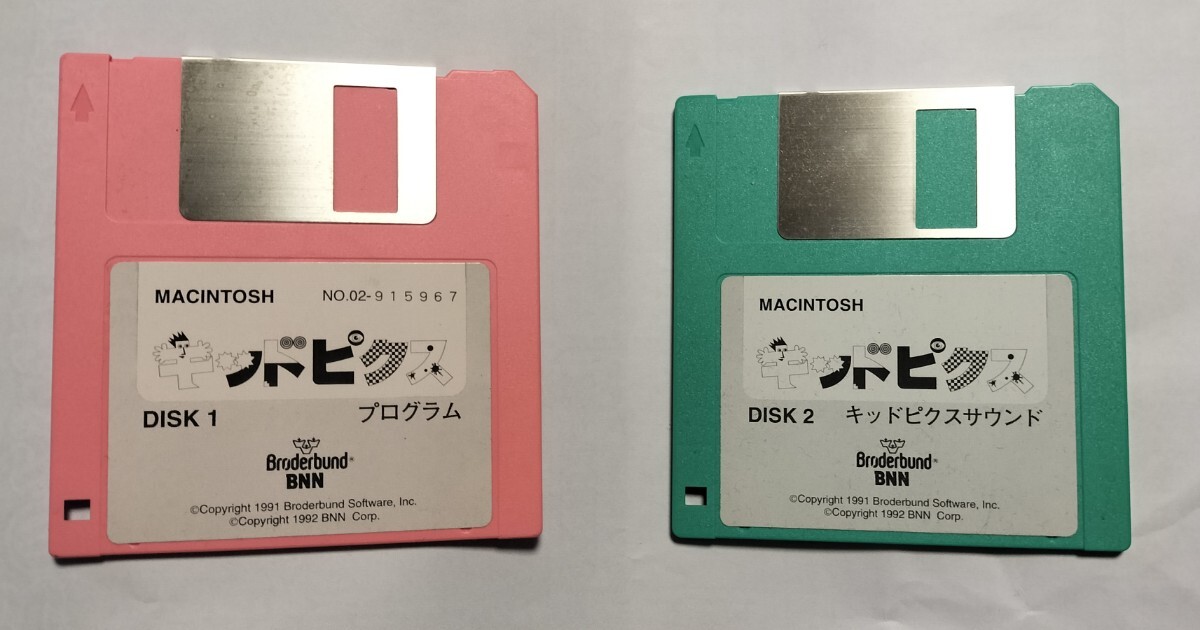 MACINTOSH NO.02-915967
キッドピクス
DISK 1 プログラム
Brøderbund®
BNN
©Copyright 1991 Broderbund Software, Inc.
©Copyright 1992 BNN Corp.
MACINTOSH
キッドピクス
DISK 2 キッドピクスサウンド
Brøderbund®
BNN
©Copyright 1991 Broderbund Software, Inc.
©Copyright 1992 BNN Corp.